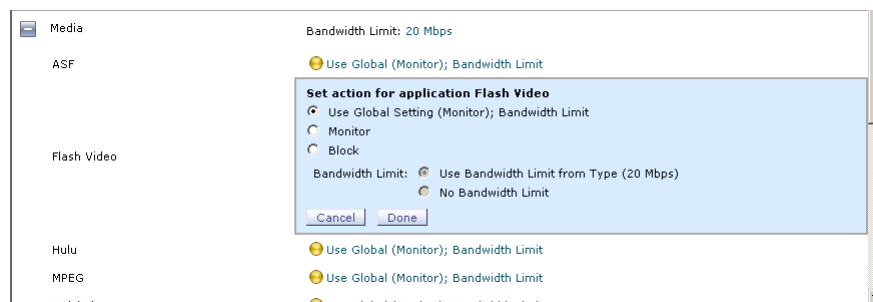 Media
Bandwidth Limit: 20 Mbps
ASF
Use Global (Monitor); Bandwidth Limit
Set action for application Flash Video
Use Global Setting (Monitor); Bandwidth Limit
Monitor
Block
Flash Video
Bandwidth Limit: Use Bandwidth Limit from Type (20 Mbps)
No Bandwidth Limit
Cancel Done
Hulu
Use Global (Monitor); Bandwidth Limit
MPEG
Use Global (Monitor); Bandwidth Limit